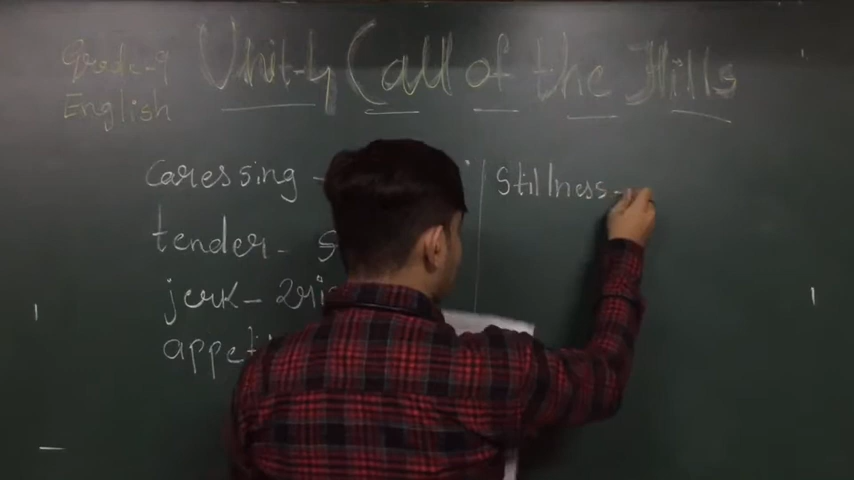 Grade-9
English
Unit-4 Call of the Hills
caressing -
tender -
jerk -
Stillness -